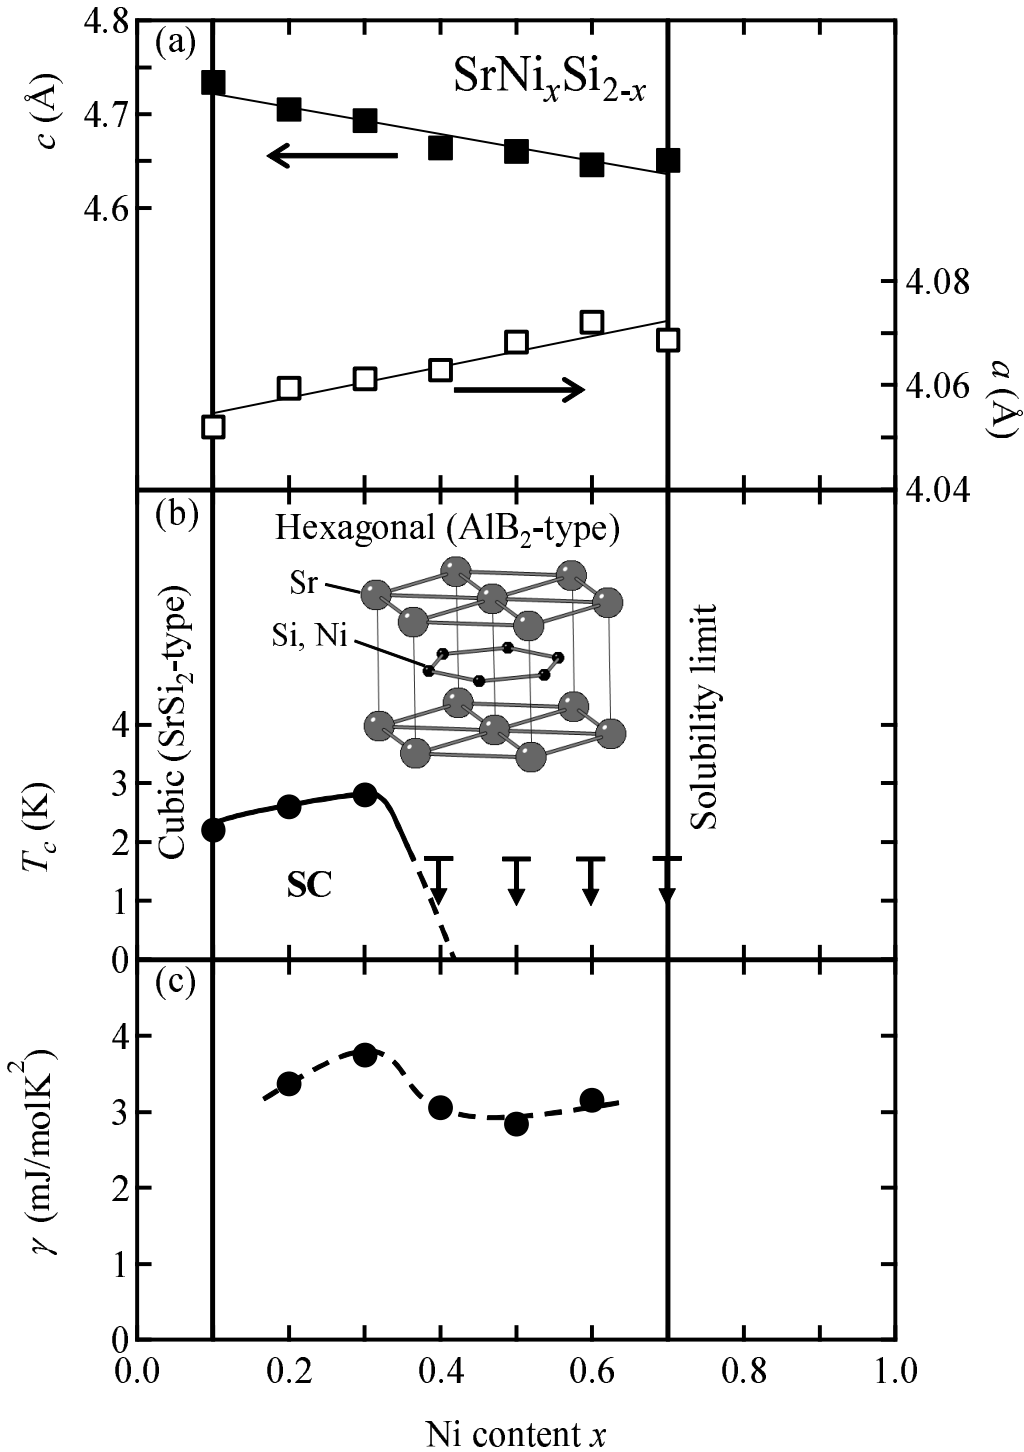 (a)
SrNiₓSi₂₋ₓ
c (Å)
4.8
4.7
4.6
4.08
4.06
4.04
a (Å)
(b)
Hexagonal (AlB₂-type)
Sr
Si, Ni
Cubic (SrSi₂-type)
Solubility limit
SC
T_c (K)
4
3
2
1
0
(c)
γ (mJ/molK²)
4
3
2
1
0
0.0 0.2 0.4 0.6 0.8 1.0
Ni content x